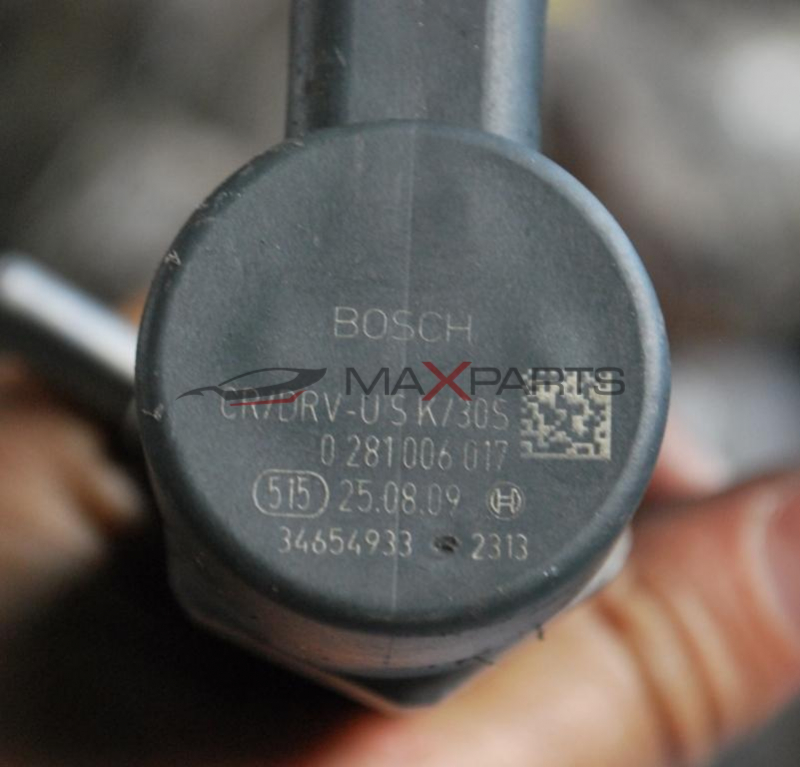 BOSCH
MAXPARTS
CR/DRV-U S K/30S
0 281 006 017
515 25.08.09
34654933 2313